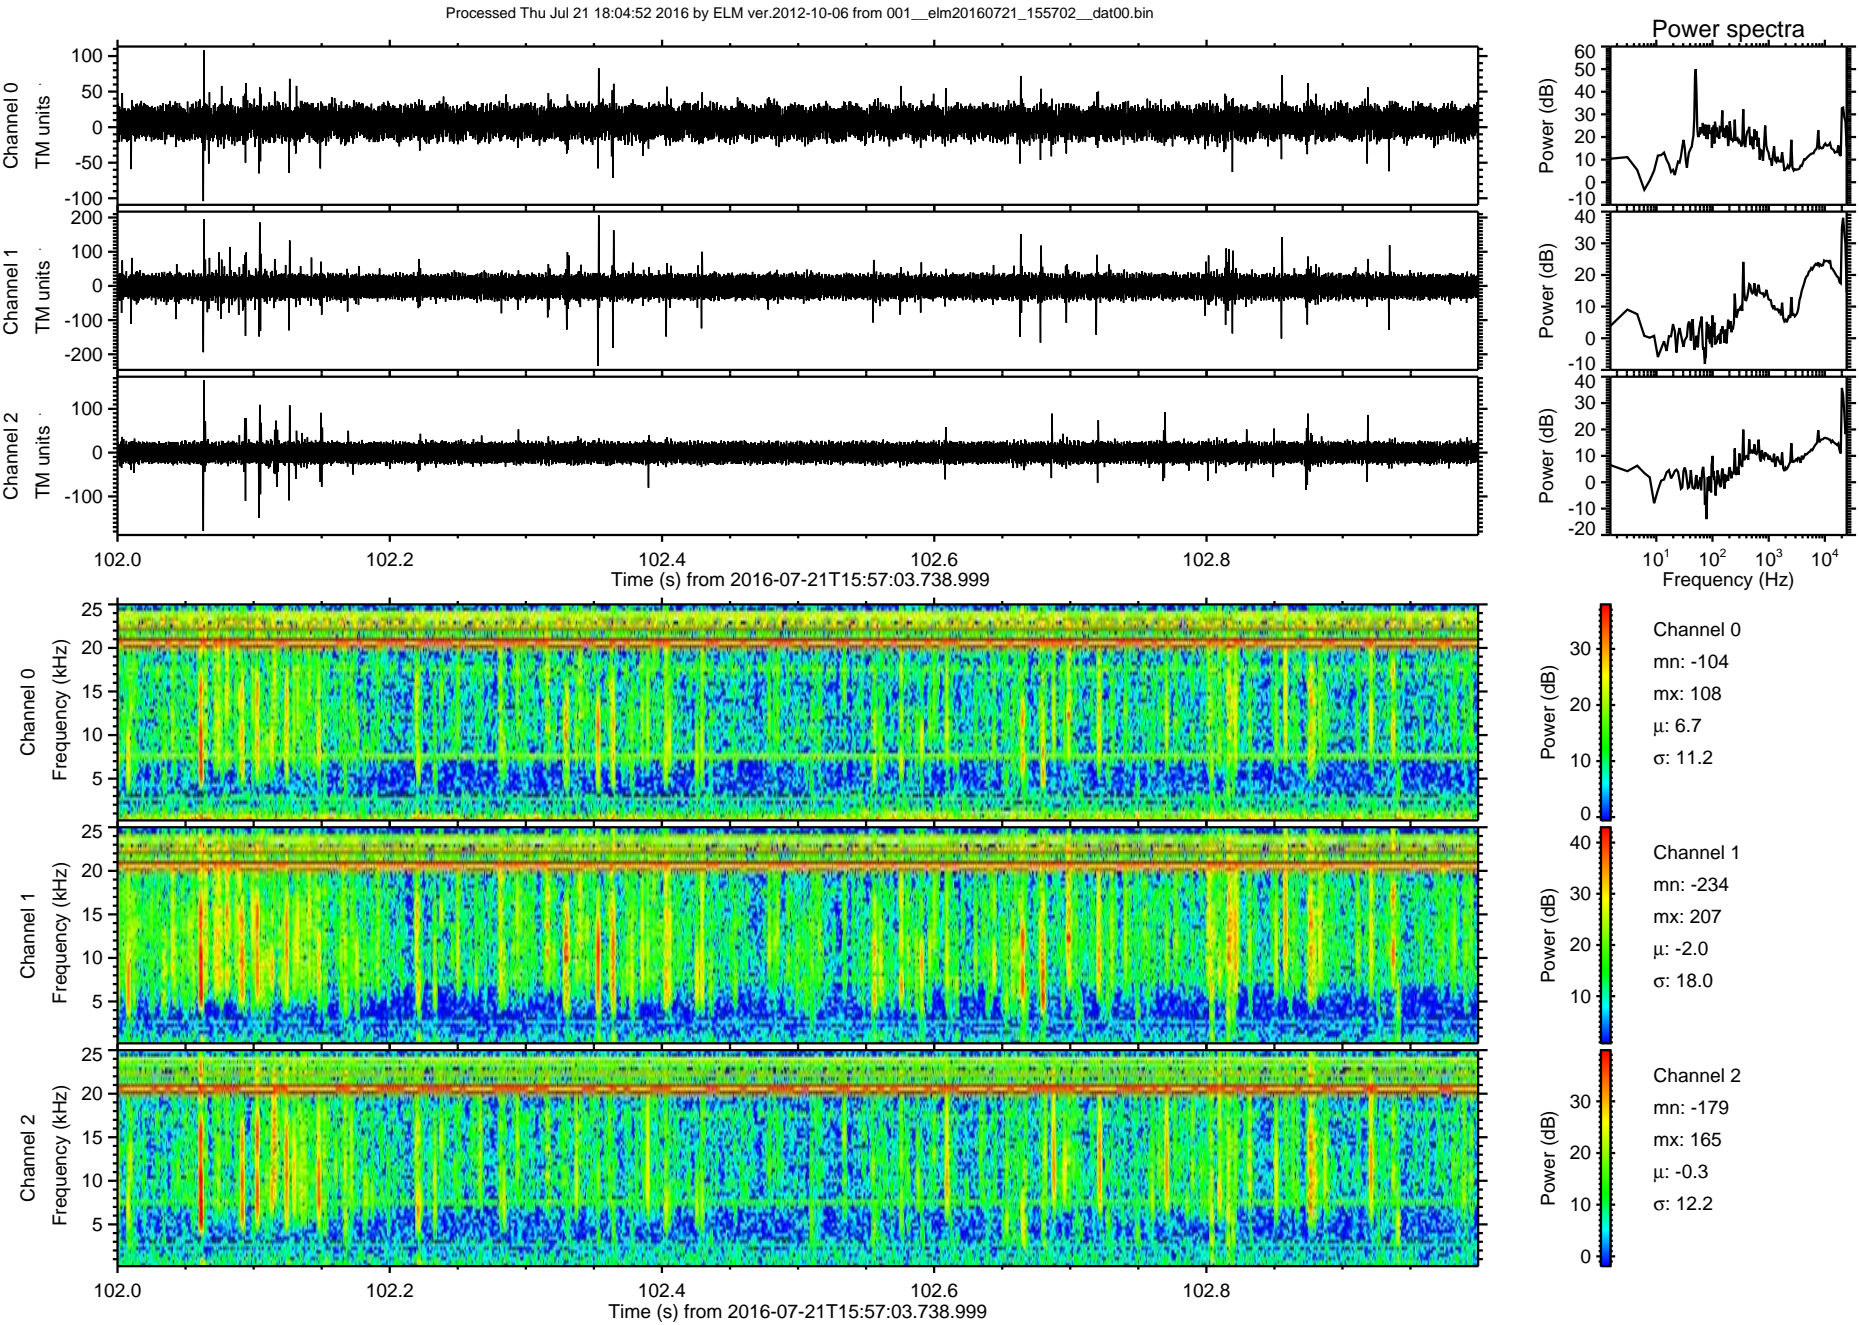 Processed Thu Jul 21 18:04:52 2016 by ELM ver.2012-10-06 from 001__elm20160721_155702__dat00.bin
Power spectra
Channel 0
TM units
100
50
0
-50
-100
Power (dB)
60
50
40
30
20
10
0
-10
Channel 1
TM units
200
100
0
-100
-200
Power (dB)
40
30
20
10
0
-10
Channel 2
TM units
100
0
-100
Power (dB)
40
30
20
10
0
-10
-20
102.0 102.2 102.4 102.6 102.8
Time (s) from 2016-07-21T15:57:03.738.999
10^1 10^2 10^3 10^4
Frequency (Hz)
Channel 0
Frequency (kHz)
25
20
15
10
5
Power (dB)
30
20
10
0
Channel 0
mn: -104
mx: 108
μ: 6.7
σ: 11.2
Channel 1
Frequency (kHz)
25
20
15
10
5
Power (dB)
40
30
20
10
Channel 1
mn: -234
mx: 207
μ: -2.0
σ: 18.0
Channel 2
Frequency (kHz)
25
20
15
10
5
Power (dB)
30
20
10
0
Channel 2
mn: -179
mx: 165
μ: -0.3
σ: 12.2
102.0 102.2 102.4 102.6 102.8
Time (s) from 2016-07-21T15:57:03.738.999